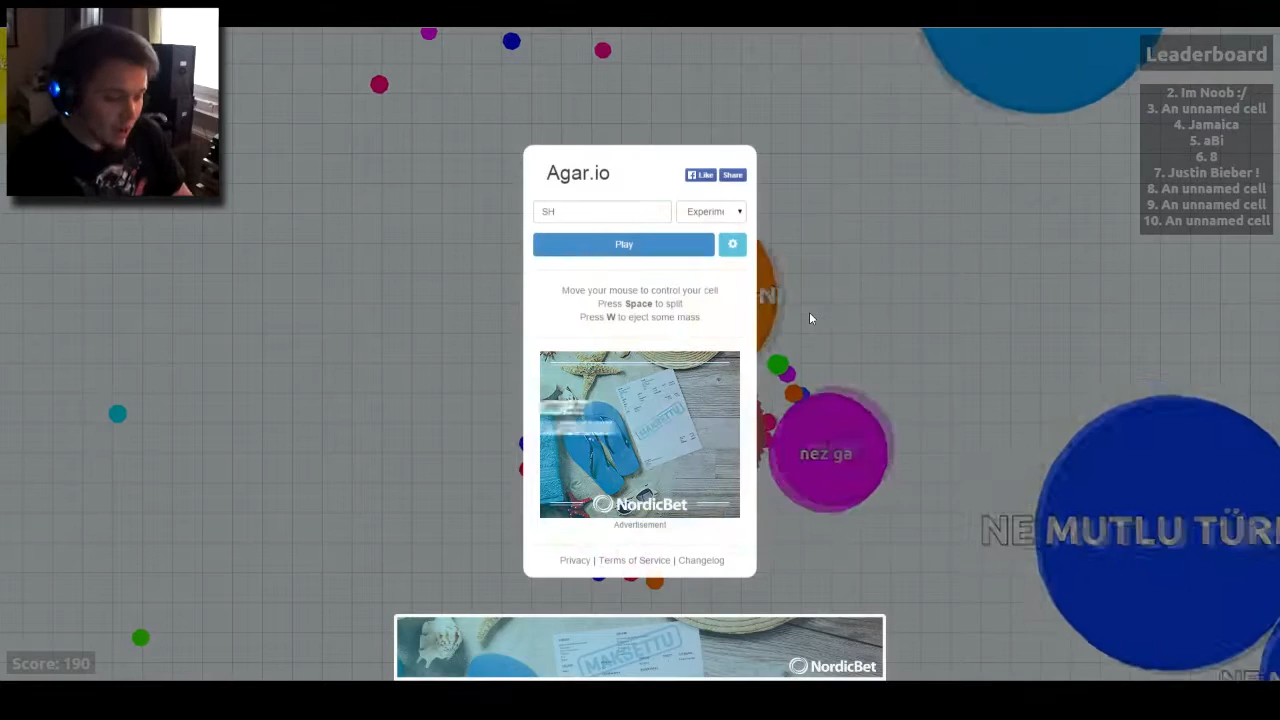 Leaderboard
2. Im Noob :/
3. An unnamed cell
4. Jamaica
5. aBi
6. 8
7. Justin Bieber !
8. An unnamed cell
9. An unnamed cell
10. An unnamed cell
Agar.io
Like
Share
SH
Experime
Play
Move your mouse to control your cell
Press Space to split
Press W to eject some mass
MAKSETTU
NordicBet
Advertisement
Privacy | Terms of Service | Changelog
nez ga
NE MUTLU TÜR
MAKSETTU
NordicBet
Score: 190